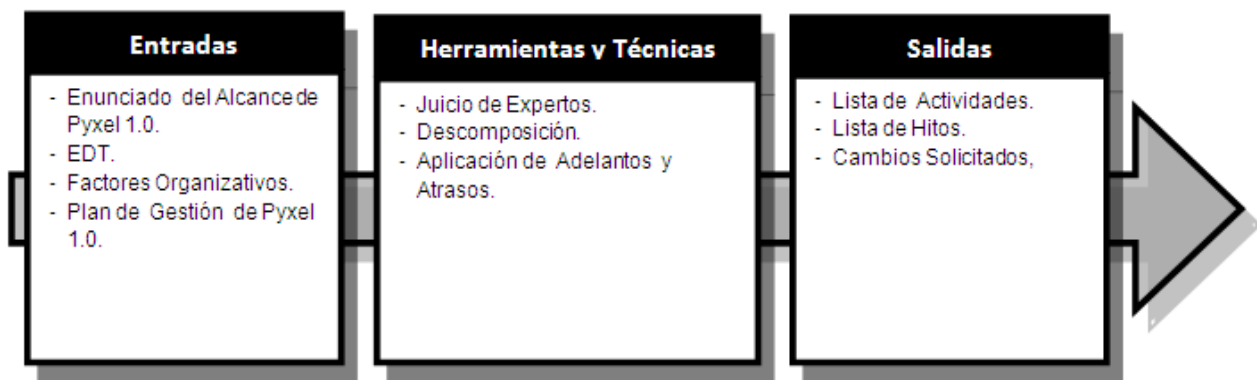 Entradas
- Enunciado del Alcance de
Pyxel 1.0.
- EDT.
- Factores Organizativos.
- Plan de Gestión de Pyxel
1.0.
Herramientas y Técnicas
- Juicio de Expertos.
- Descomposición.
- Aplicación de Adelantos y
Atrasos.
Salidas
- Lista de Actividades.
- Lista de Hitos.
- Cambios Solicitados,